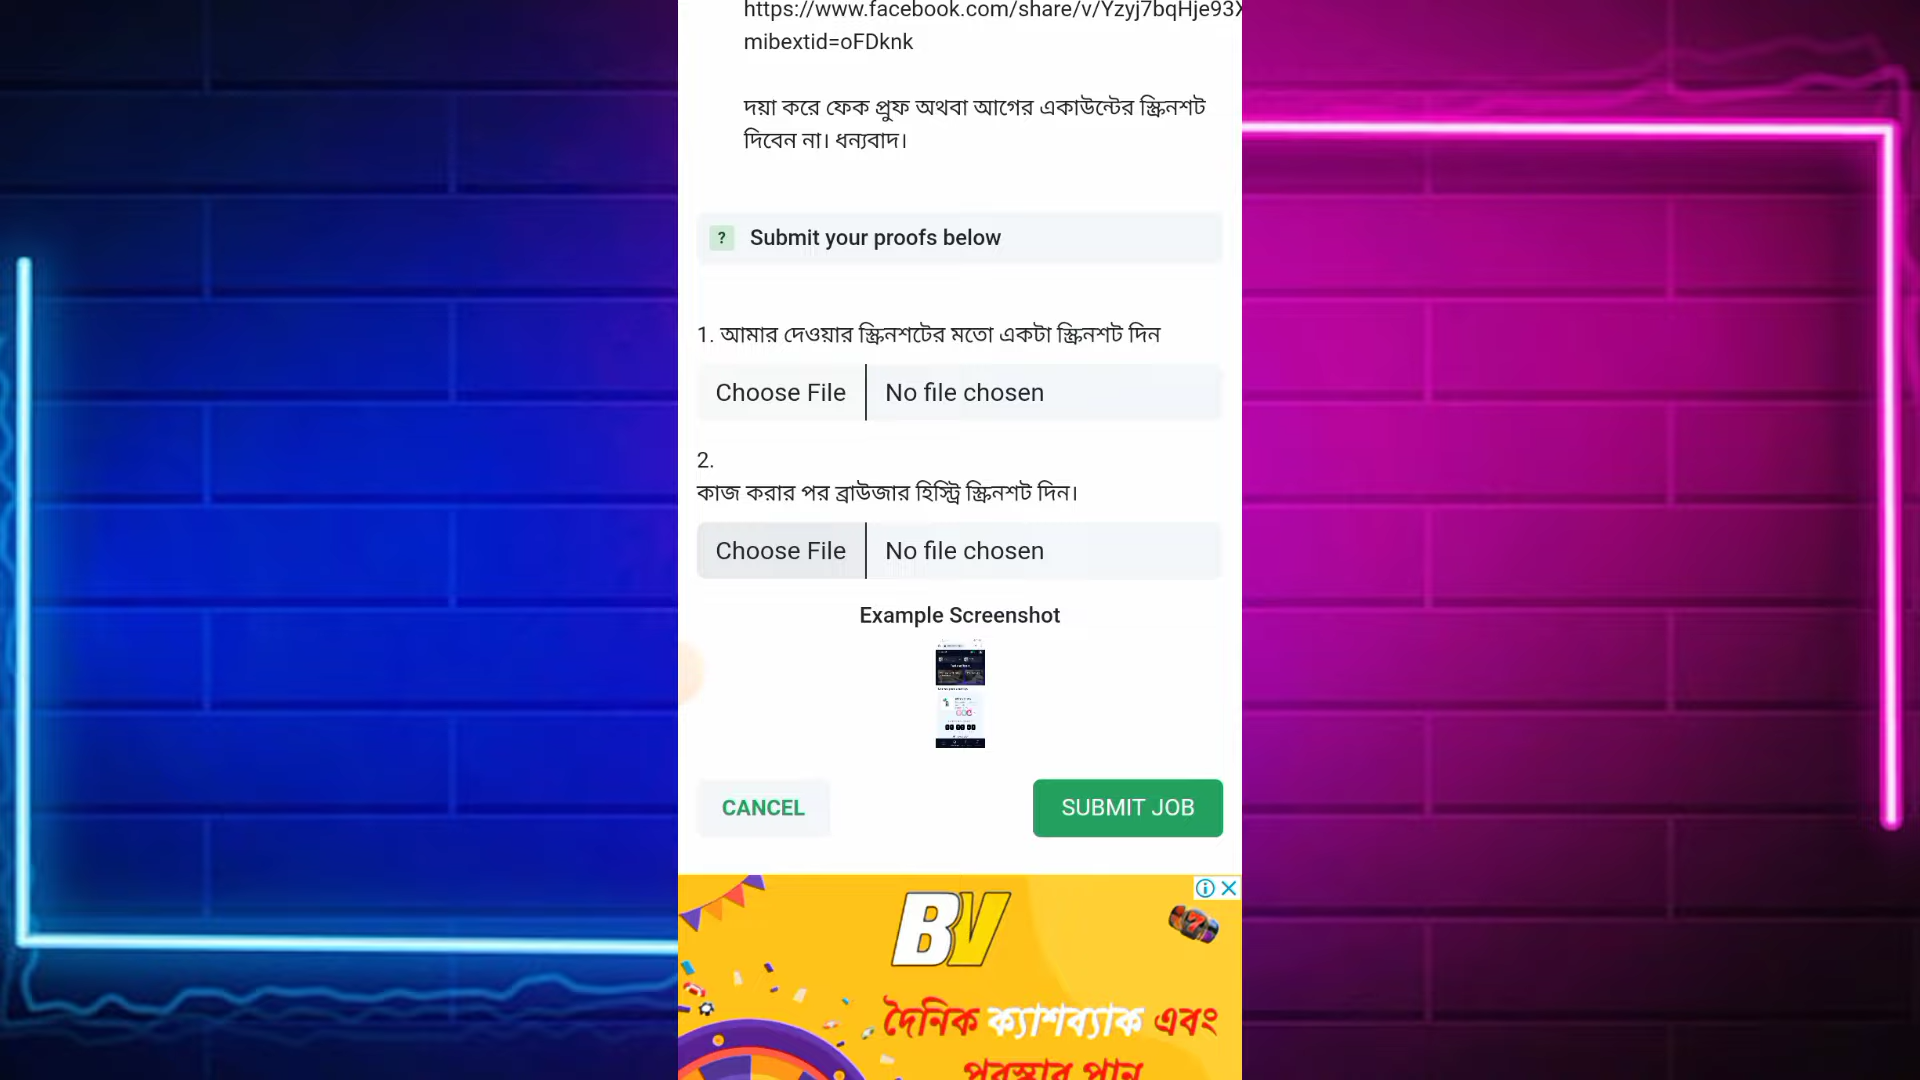 https://www.facebook.com/share/v/Yzyj7bqHje93X
mibextid=oFDknk
দয়া করে ফেক প্রুফ অথবা আগের একাউন্টের স্ক্রিনশট
দিবেন না। ধন্যবাদ।
? Submit your proofs below
1. আমার দেওয়ার স্ক্রিনশটের মতো একটা স্ক্রিনশট দিন
Choose File No file chosen
2.
কাজ করার পর ব্রাউজার হিস্ট্রি স্ক্রিনশট দিন।
Choose File No file chosen
Example Screenshot
CANCEL SUBMIT JOB
BV
দৈনিক ক্যাশব্যাক এবং
পুরস্কার পান